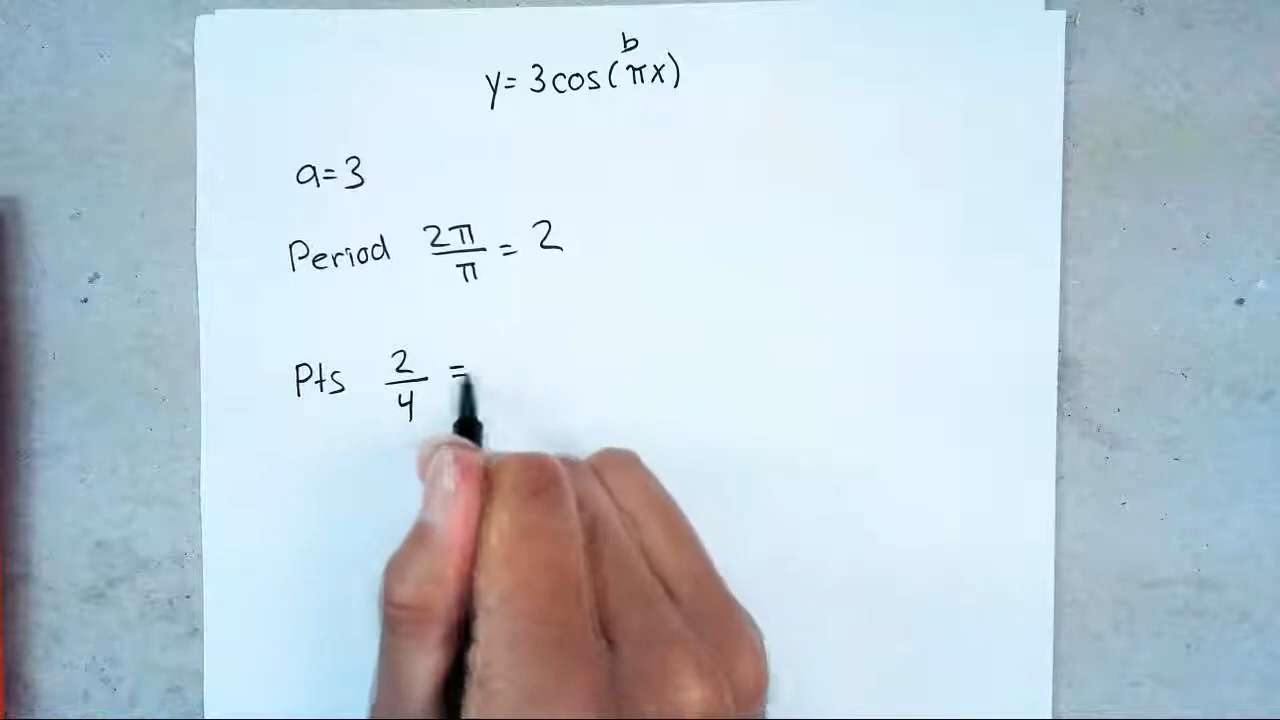 b
y = 3cos(πx)
a = 3
Period 2π/π = 2
Pts 2/4 =